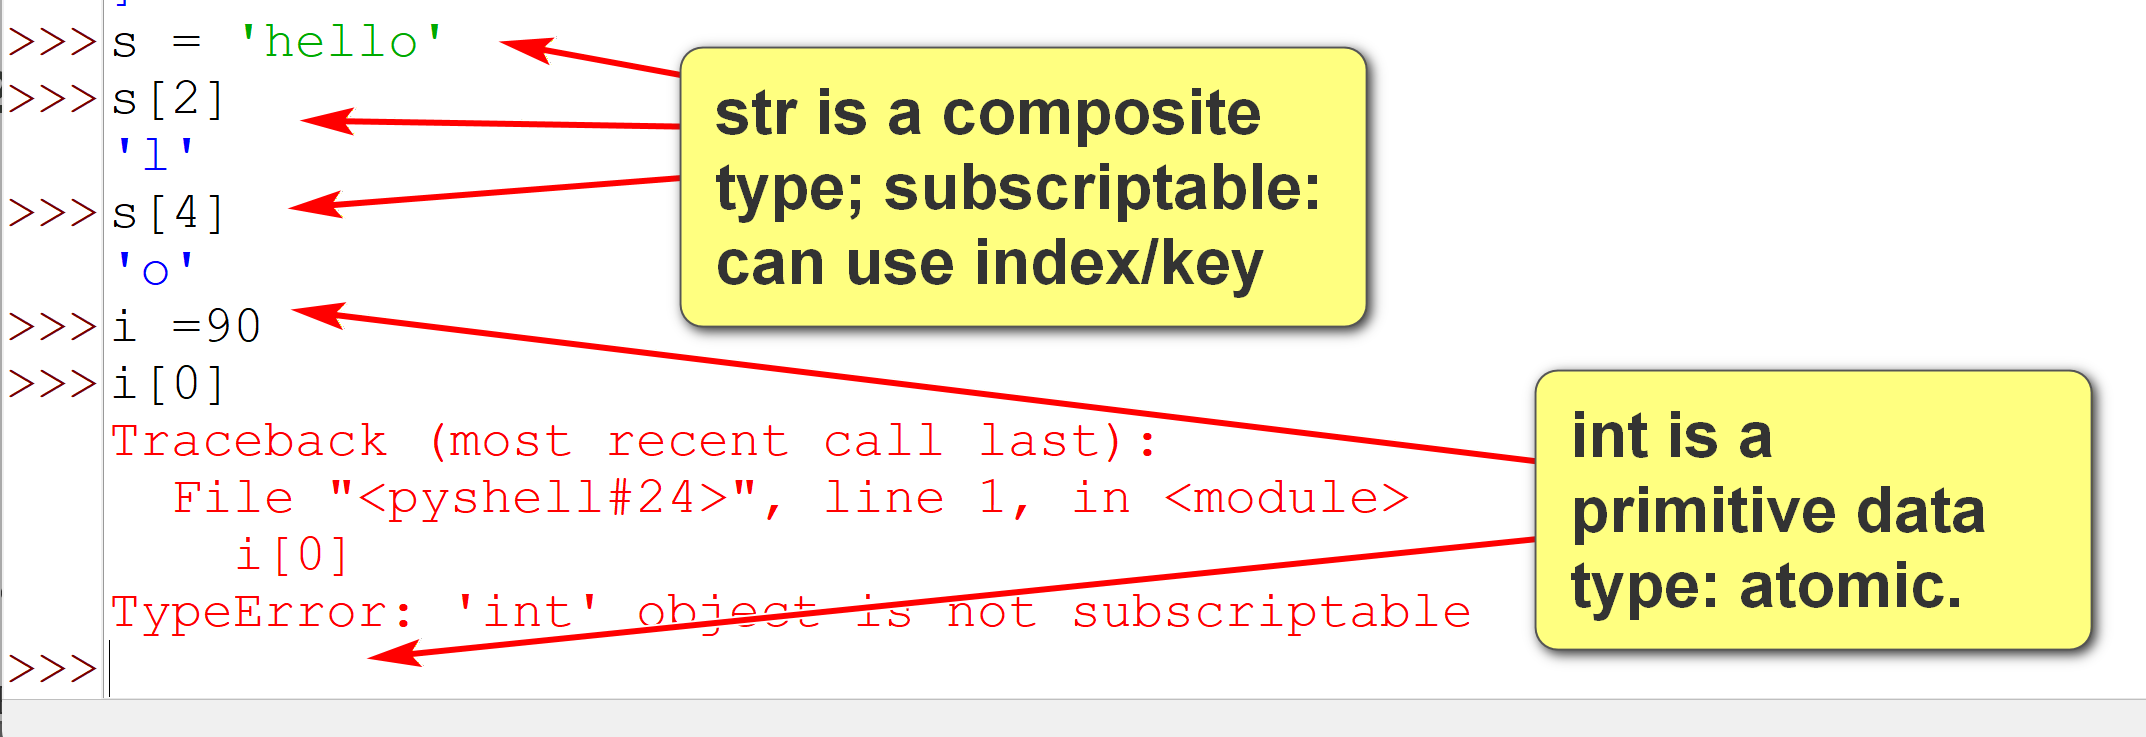 >>> s = 'hello'
>>> s[2]
'l'
>>> s[4]
'o'
>>> i =90
>>> i[0]
Traceback (most recent call last):
  File "<pyshell#24>", line 1, in <module>
    i[0]
TypeError: 'int' object is not subscriptable
>>>
str is a composite
type; subscriptable:
can use index/key
int is a
primitive data
type: atomic.